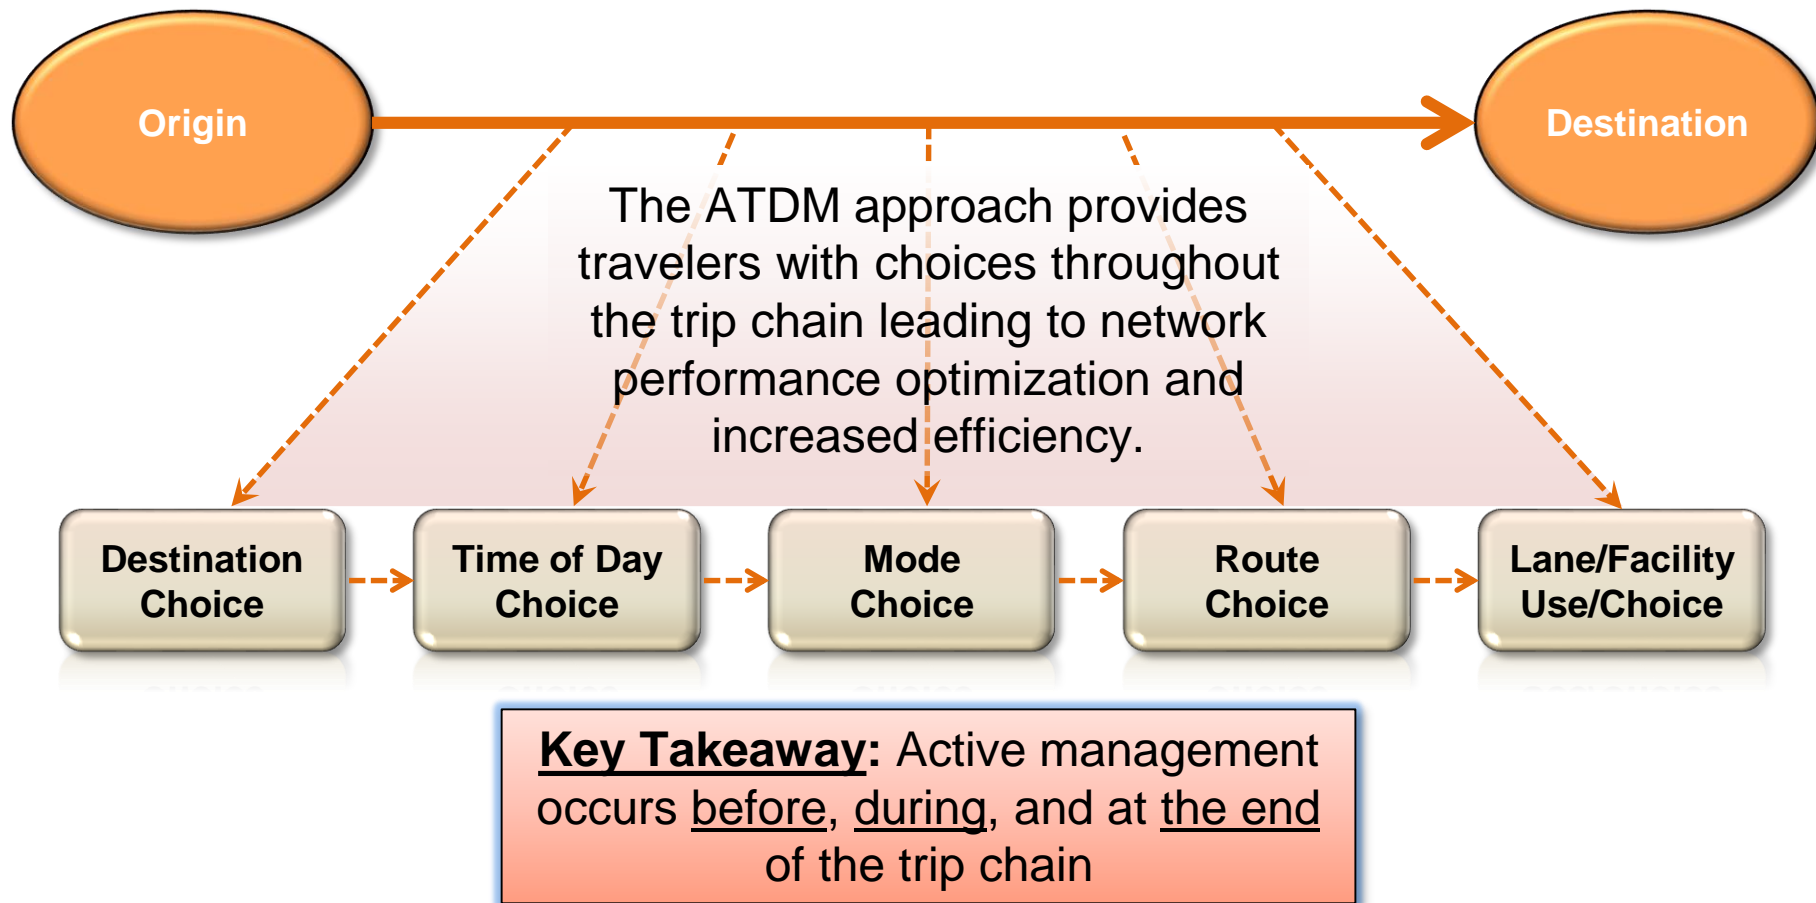 Origin
Destination
The ATDM approach provides
travelers with choices throughout
the trip chain leading to network
performance optimization and
increased efficiency.
Destination
Choice
Time of Day
Choice
Mode
Choice
Route
Choice
Lane/Facility
Use/Choice
Key Takeaway: Active management
occurs before, during, and at the end
of the trip chain